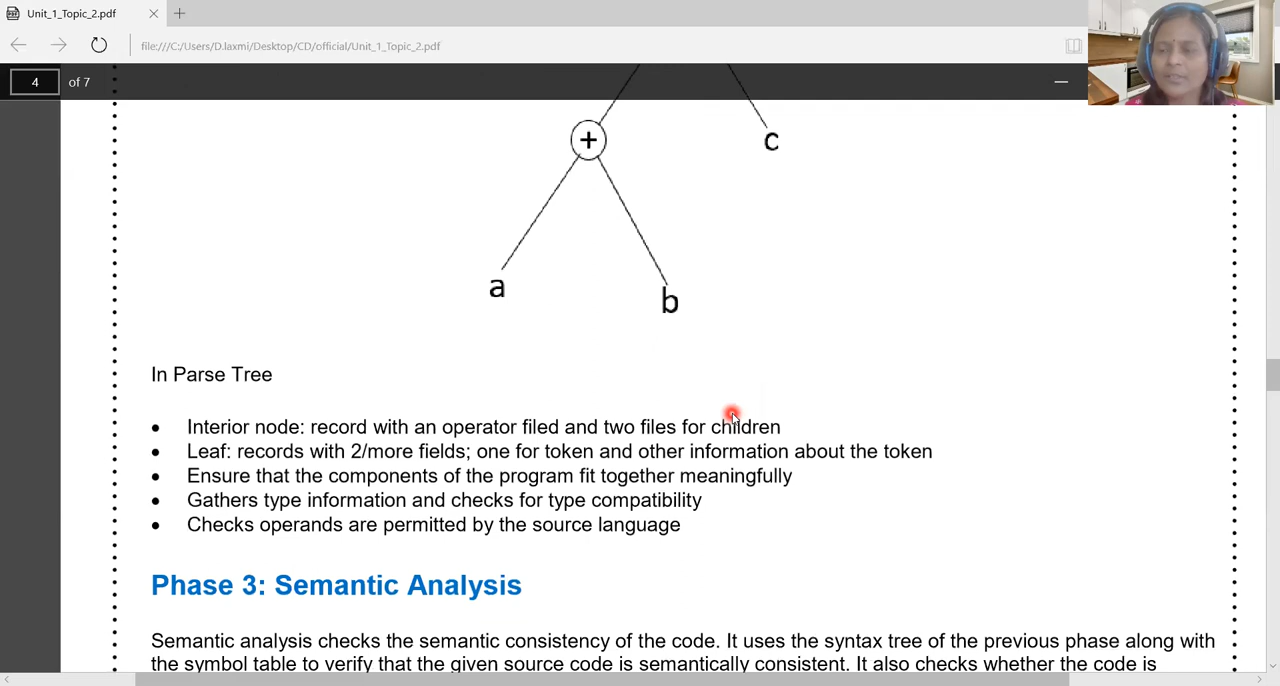 Unit_1_Topic_2.pdf
file:///C:/Users/D.laxmi/Desktop/CD/official/Unit_1_Topic_2.pdf
4 of 7
+
c
a
b
In Parse Tree
• Interior node: record with an operator filed and two files for children
• Leaf: records with 2/more fields; one for token and other information about the token
• Ensure that the components of the program fit together meaningfully
• Gathers type information and checks for type compatibility
• Checks operands are permitted by the source language
Phase 3: Semantic Analysis
Semantic analysis checks the semantic consistency of the code. It uses the syntax tree of the previous phase along with
the symbol table to verify that the given source code is semantically consistent. It also checks whether the code is